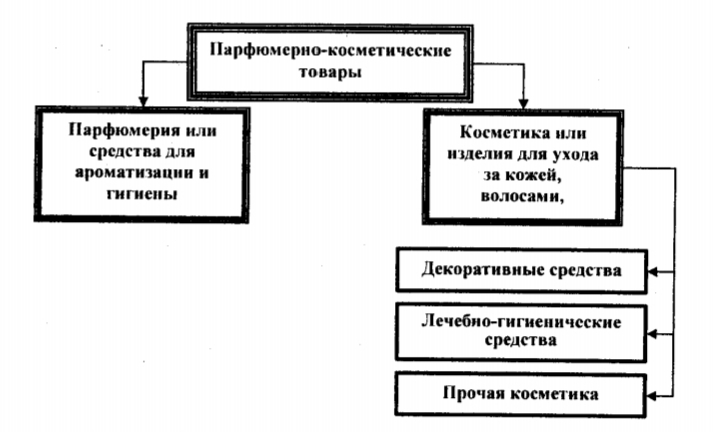 Парфюмерно-косметические
товары
Парфюмерия или
средства для
ароматизации и
гигиены
Косметика или
изделия для ухода
за кожей,
волосами,
Декоративные средства
Лечебно-гигиенические
средства
Прочая косметика